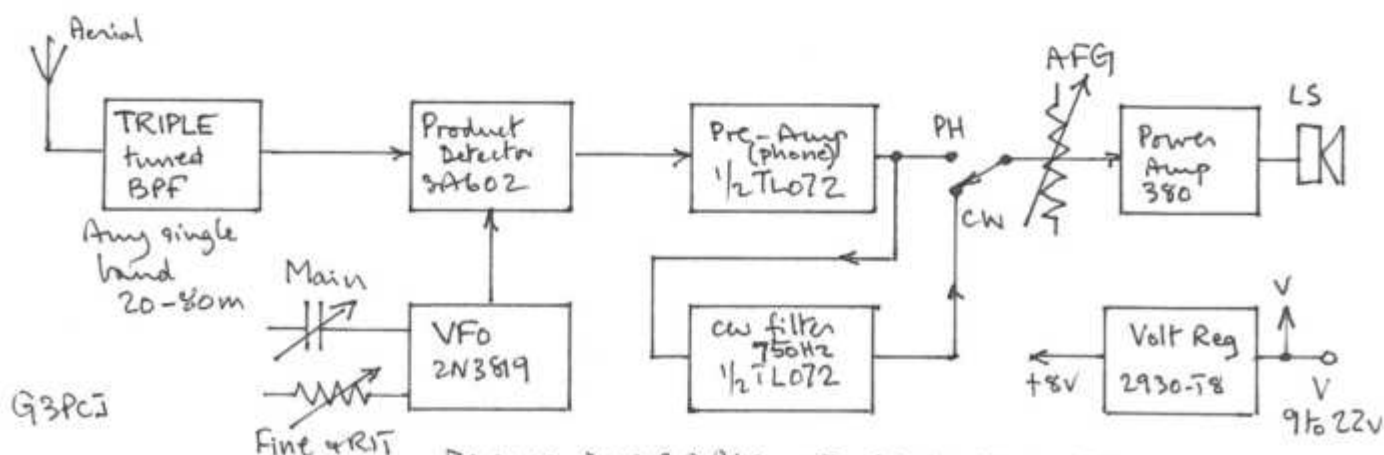 Aerial
TRIPLE
tuned
BPF
Any single
band
20-80m
Product
Detector
SA602
Pre-Amp
(phone)
1/2 TL072
PH
CW
AFG
Power
Amp
380
LS
Main
VFO
2N3819
Fine & RIT
CW filter
750Hz
1/2 TL072
Volt Reg
2930-T8
+8V
V
V
9 to 22V
G3PCJ